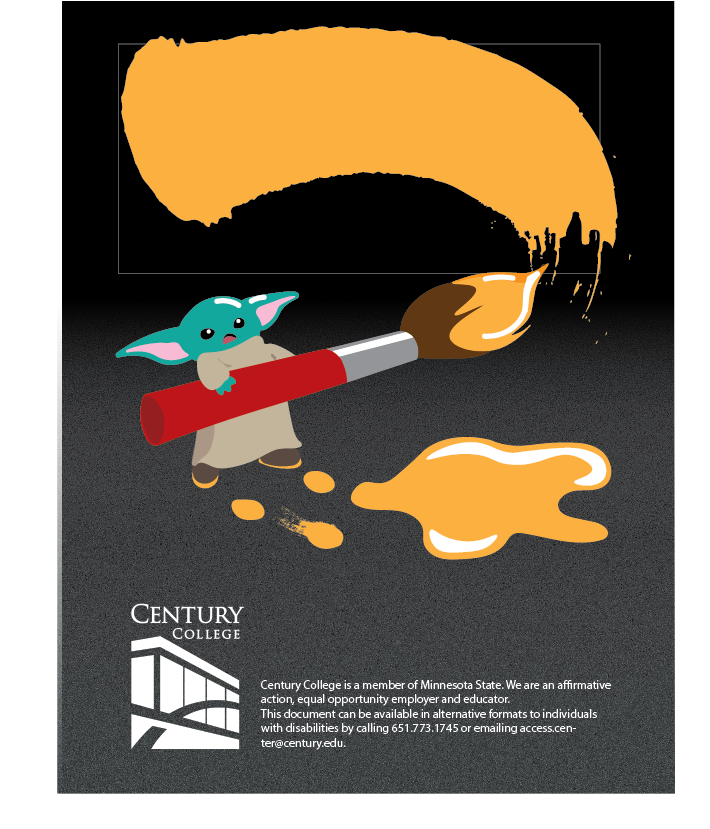 CENTURY
COLLEGE
Century College is a member of Minnesota State. We are an affirmative
action, equal opportunity employer and educator.
This document can be available in alternative formats to individuals
with disabilities by calling 651.773.1745 or emailing access.cen-
ter@century.edu.